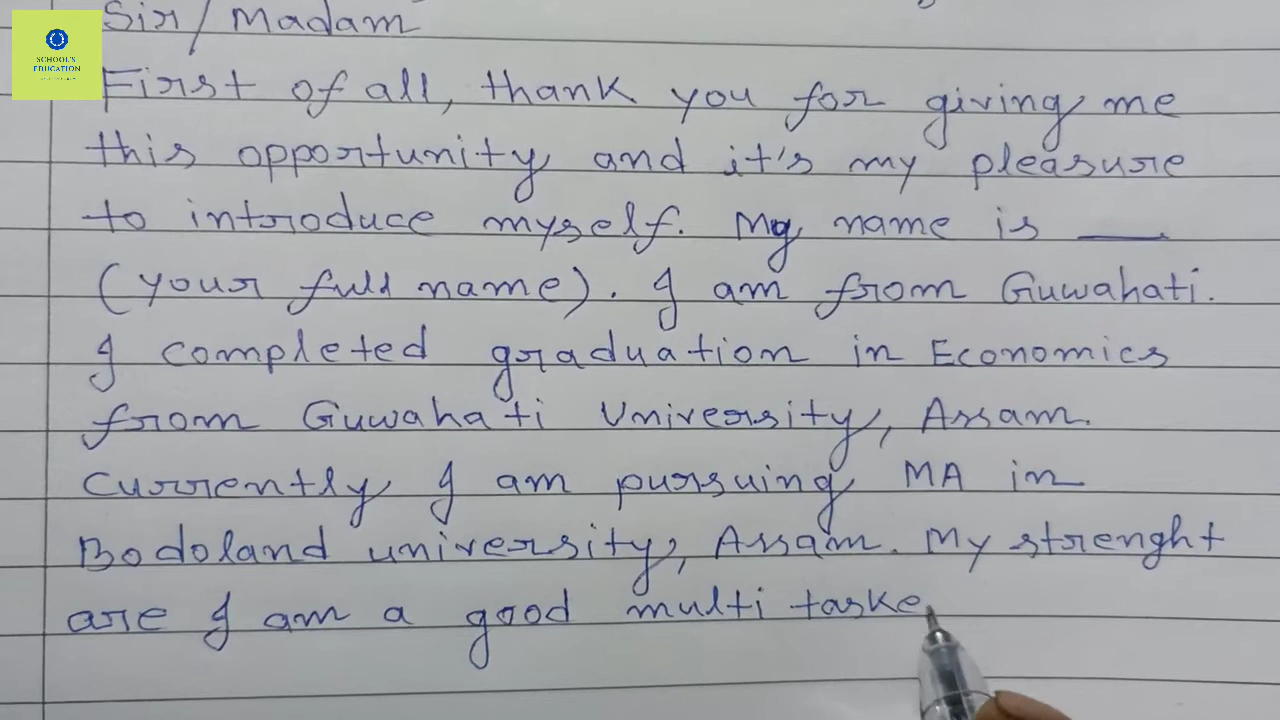 Sir/Madam
SCHOOL'S
EDUCATION
First of all, thank you for giving me
this opportunity and it's my pleasure
to introduce myself. My name is ___
(your full name). I am from Guwahati.
I completed graduation in Economics
from Guwahati University, Assam.
Currently I am pursuing MA in
Bodoland university, Assam. My strenght
are I am a good multi taske